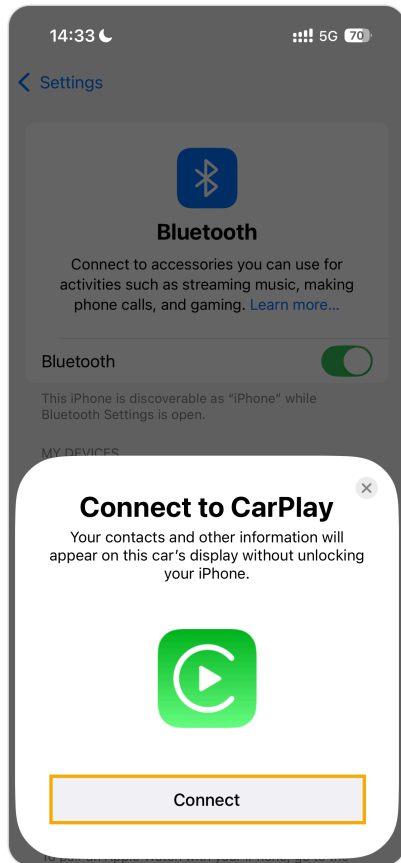 14:33 5G 70
Settings
Bluetooth
Connect to accessories you can use for
activities such as streaming music, making
phone calls, and gaming. Learn more...
Bluetooth
This iPhone is discoverable as “iPhone” while
Bluetooth Settings is open.
MY DEVICES
Connect to CarPlay
Your contacts and other information will
appear on this car’s display without unlocking
your iPhone.
Connect